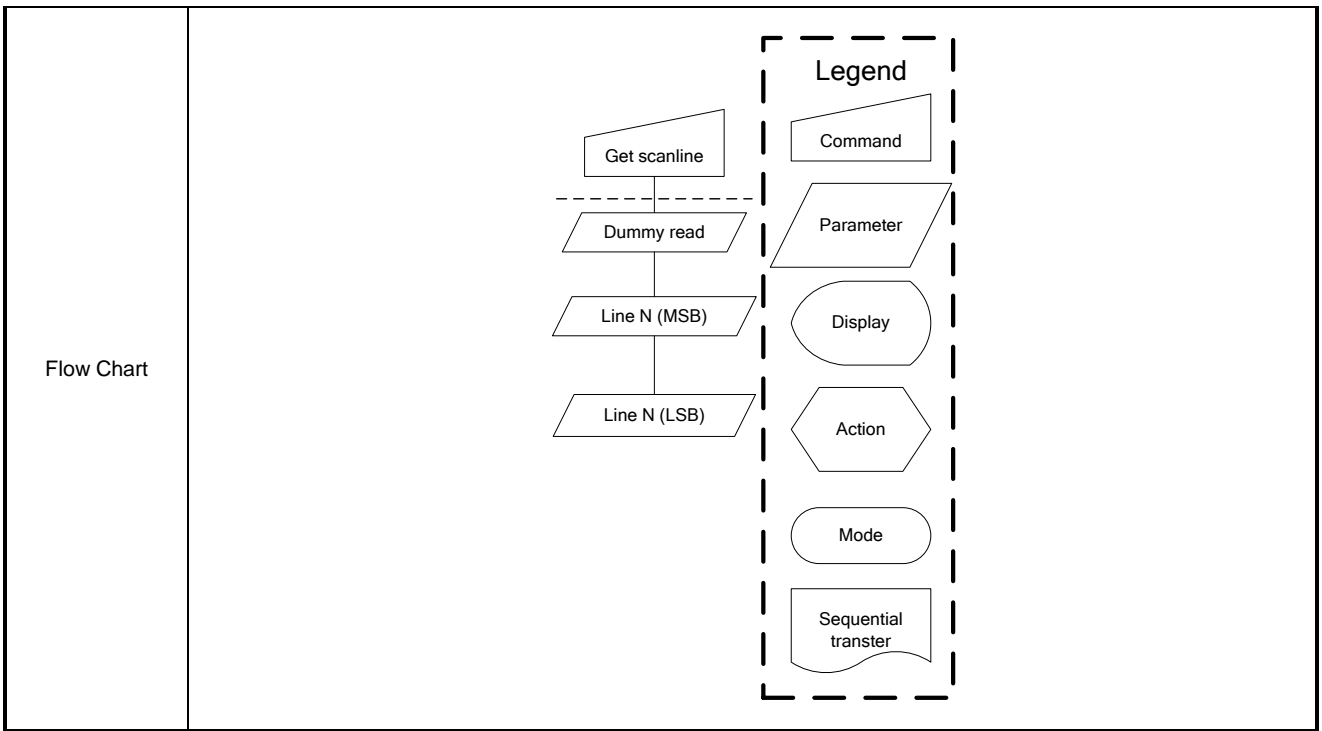 Flow Chart
Get scanline
Dummy read
Line N (MSB)
Line N (LSB)
Legend
Command
Parameter
Display
Action
Mode
Sequential
transter